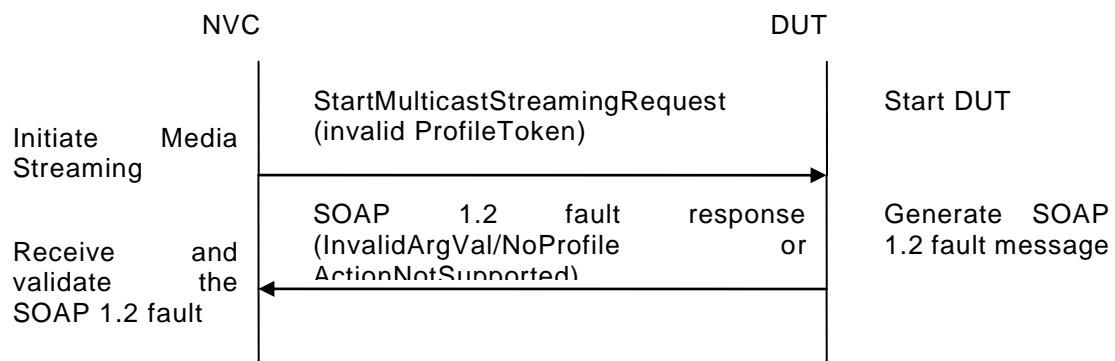 NVC DUT
StartMulticastStreamingRequest
(invalid ProfileToken)
Start DUT
Initiate Media
Streaming
SOAP 1.2 fault response
(InvalidArgVal/NoProfile or
ActionNotSupported)
Generate SOAP
1.2 fault message
Receive and
validate the
SOAP 1.2 fault